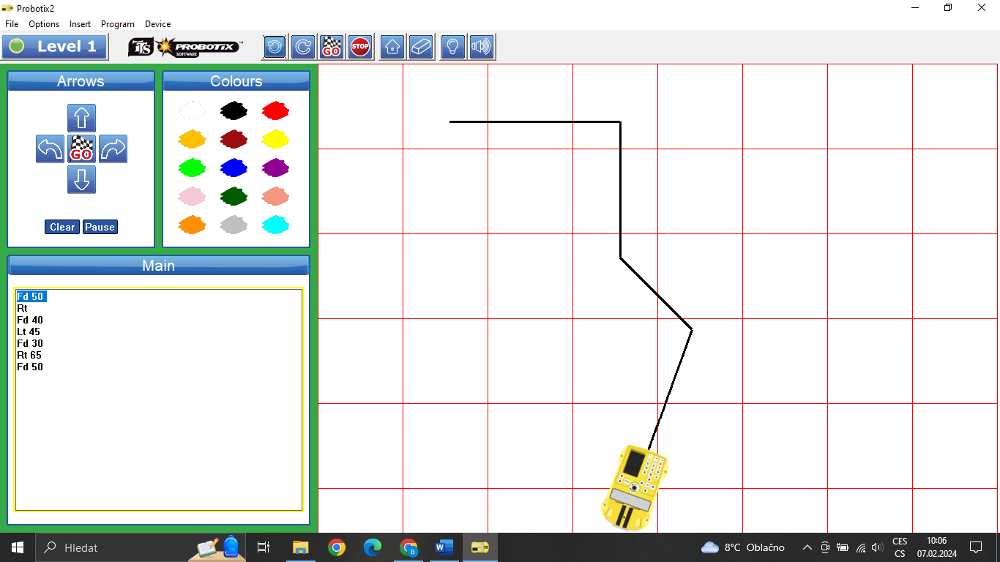 Probotix2
File Options Insert Program Device
Level 1
TTS PROBOTIX™
SOFTWARE
GO
STOP
Arrows
Colours
GO
Clear Pause
Main
Fd 50
Rt
Fd 40
Lt 45
Fd 30
Rt 65
Fd 50
Hledat
8°C Oblačno
CES
CS
10:06
07.02.2024